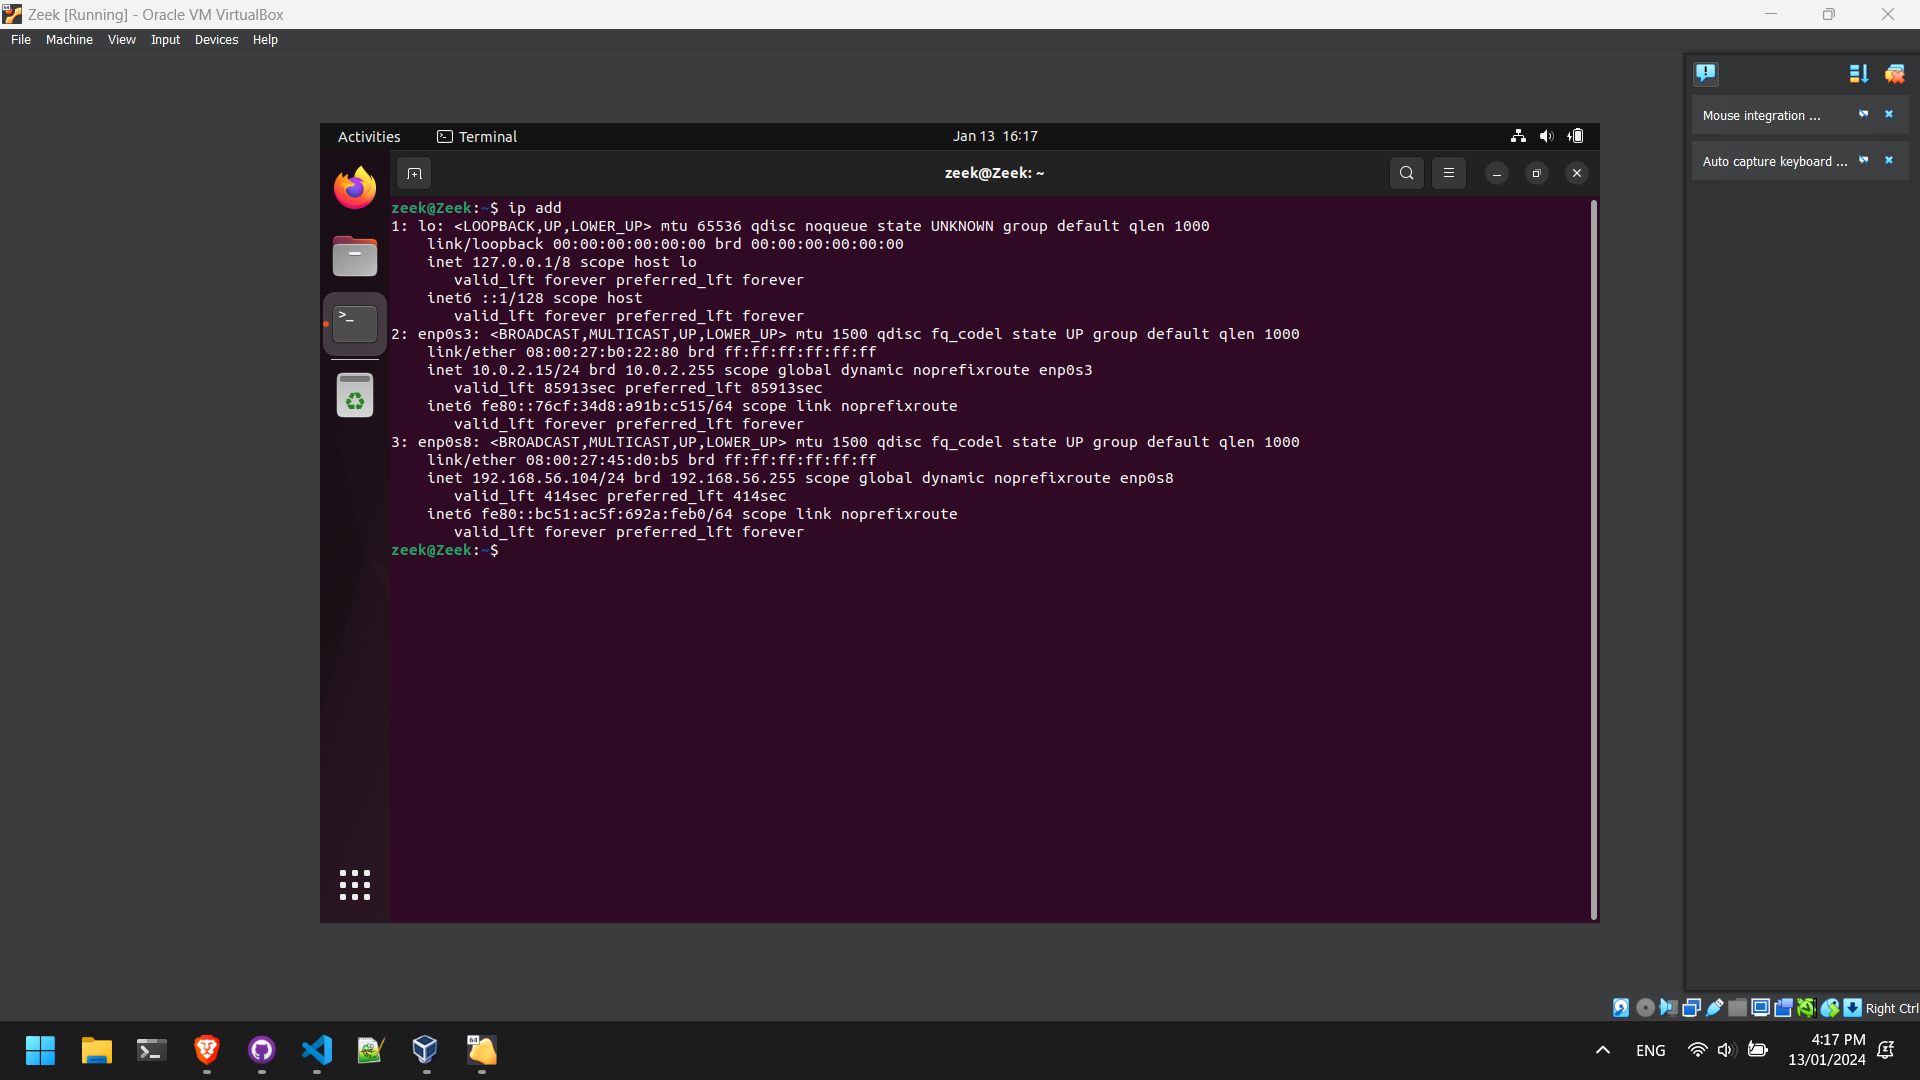 Zeek [Running] - Oracle VM VirtualBox
File Machine View Input Devices Help
Mouse integration ...
Auto capture keyboard ...
Activities Terminal Jan 13 16:17
zeek@Zeek: ~
zeek@Zeek:~$ ip add
1: lo: <LOOPBACK,UP,LOWER_UP> mtu 65536 qdisc noqueue state UNKNOWN group default qlen 1000
link/loopback 00:00:00:00:00:00 brd 00:00:00:00:00:00
inet 127.0.0.1/8 scope host lo
valid_lft forever preferred_lft forever
inet6 ::1/128 scope host
valid_lft forever preferred_lft forever
2: enp0s3: <BROADCAST,MULTICAST,UP,LOWER_UP> mtu 1500 qdisc fq_codel state UP group default qlen 1000
link/ether 08:00:27:b0:22:80 brd ff:ff:ff:ff:ff:ff
inet 10.0.2.15/24 brd 10.0.2.255 scope global dynamic noprefixroute enp0s3
valid_lft 85913sec preferred_lft 85913sec
inet6 fe80::76cf:34d8:a91b:c515/64 scope link noprefixroute
valid_lft forever preferred_lft forever
3: enp0s8: <BROADCAST,MULTICAST,UP,LOWER_UP> mtu 1500 qdisc fq_codel state UP group default qlen 1000
link/ether 08:00:27:45:d0:b5 brd ff:ff:ff:ff:ff:ff
inet 192.168.56.104/24 brd 192.168.56.255 scope global dynamic noprefixroute enp0s8
valid_lft 414sec preferred_lft 414sec
inet6 fe80::bc51:ac5f:692a:feb0/64 scope link noprefixroute
valid_lft forever preferred_lft forever
zeek@Zeek:~$
Right Ctrl
64
ENG
4:17 PM
13/01/2024